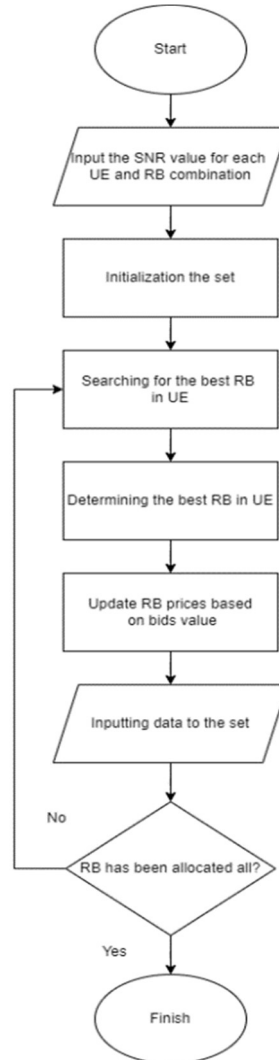 Start
Input the SNR value for each
UE and RB combination
Initialization the set
Searching for the best RB
in UE
Determining the best RB in UE
Update RB prices based
on bids value
Inputting data to the set
No
RB has been allocated all?
Yes
Finish